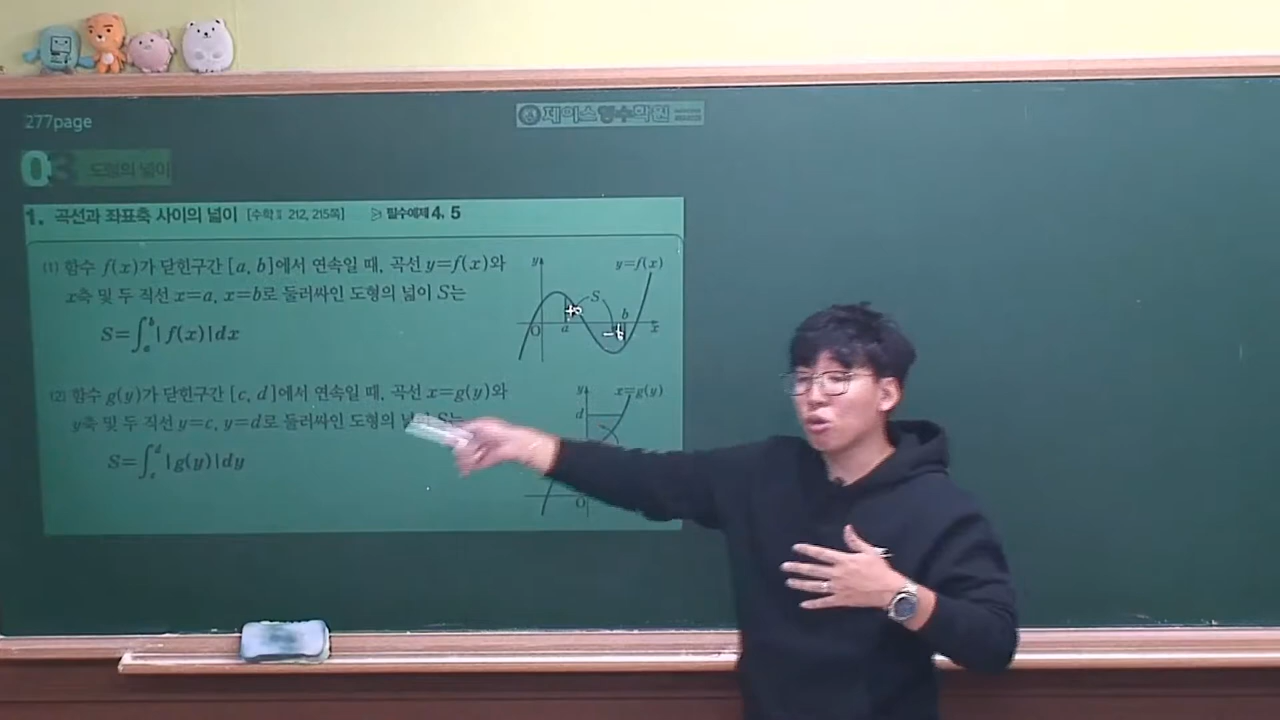 277page
제이스영수학원
03 도형의 넓이
1. 곡선과 좌표축 사이의 넓이 [수학Ⅱ 212, 215쪽] ▷ 필수예제 4, 5
(1) 함수 f(x)가 닫힌구간 [a, b]에서 연속일 때, 곡선 y=f(x)와
x축 및 두 직선 x=a, x=b로 둘러싸인 도형의 넓이 S는
S=∫ₐᵇ|f(x)|dx
y
y=f(x)
S
+
b
O
a
-
x
(2) 함수 g(y)가 닫힌구간 [c, d]에서 연속일 때, 곡선 x=g(y)와
y축 및 두 직선 y=c, y=d로 둘러싸인 도형의 넓이 S는
S=∫_c^d|g(y)|dy
y
x=g(y)
d
O